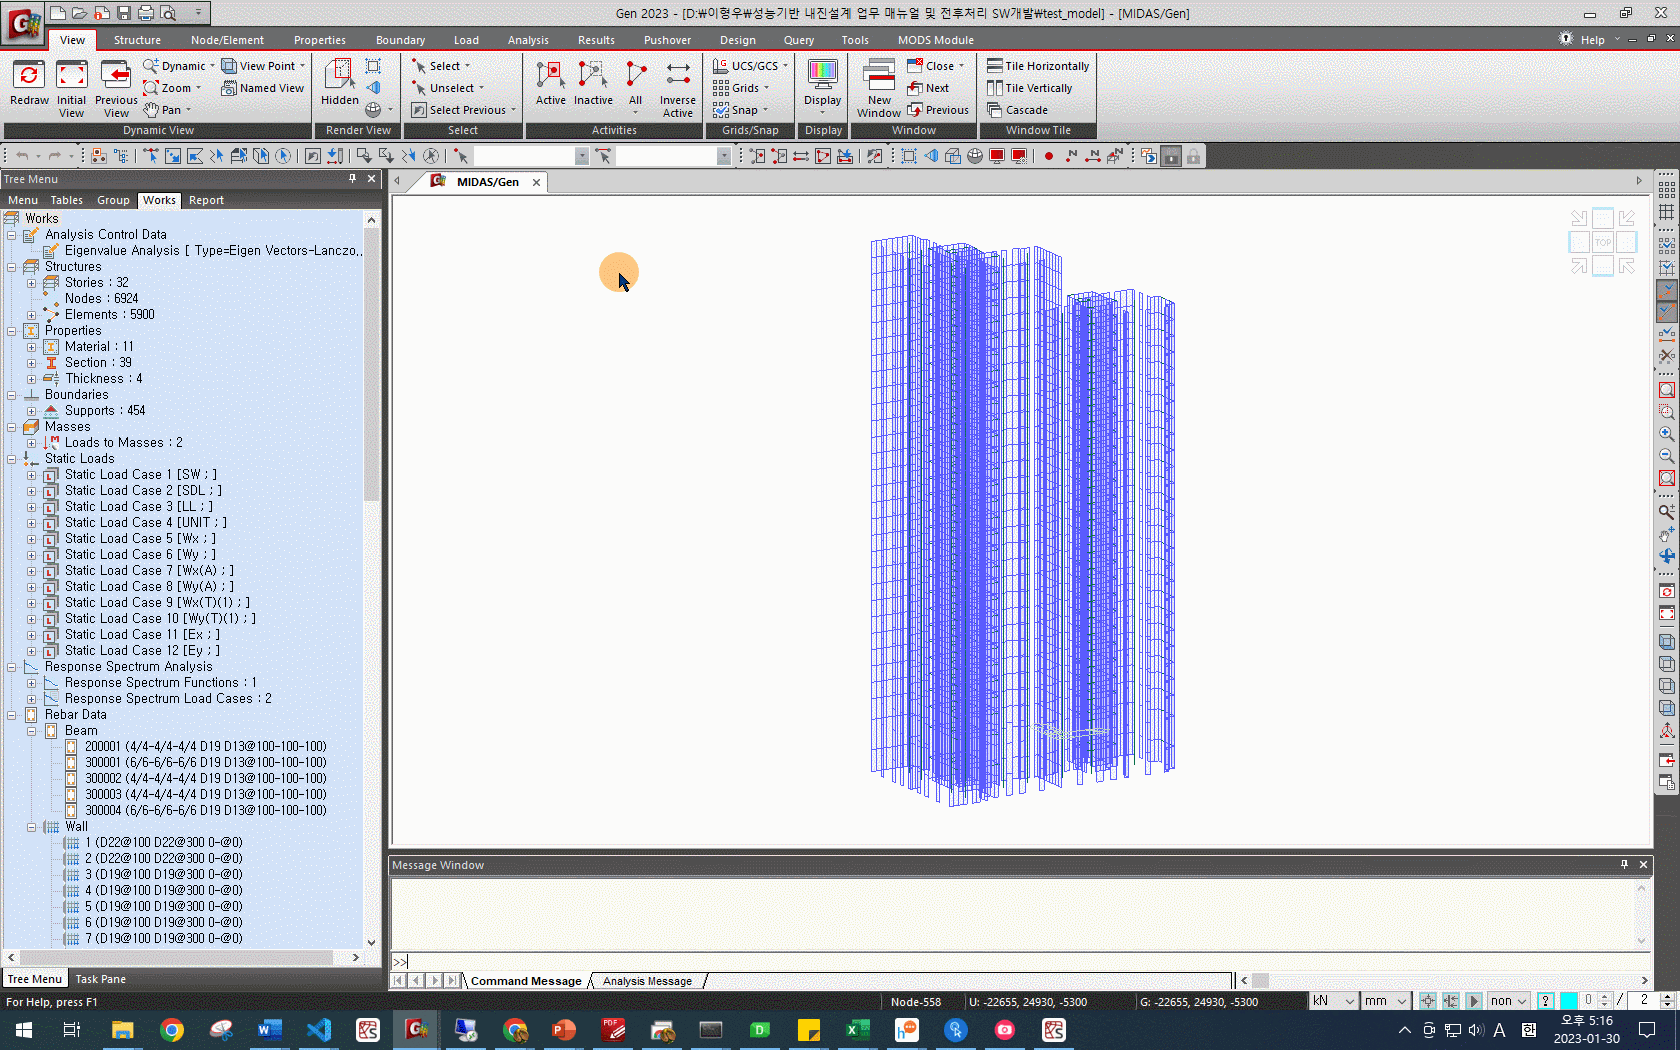 Gen 2023 - [D:₩이형우₩성능기반 내진설계 업무 매뉴얼 및 전후처리 SW개발₩test_model] - [MIDAS/Gen]
View Structure Node/Element Properties Boundary Load Analysis Results Pushover Design Query Tools MODS Module Help
Redraw
Initial View
Previous View
Dynamic
Zoom
Pan
View Point
Named View
Dynamic View
Hidden
Render View
Select
Unselect
Select Previous
Select
Active
Inactive
All
Inverse Active
Activities
UCS/GCS
Grids
Snap
Grids/Snap
Display
Display
New Window
Close
Next
Previous
Window
Tile Horizontally
Tile Vertically
Cascade
Window Tile
Tree Menu
Menu Tables Group Works Report
Works
Analysis Control Data
Eigenvalue Analysis [ Type=Eigen Vectors-Lanczo,,
Structures
Stories : 32
Nodes : 6924
Elements : 5900
Properties
Material : 11
Section : 39
Thickness : 4
Boundaries
Supports : 454
Masses
Loads to Masses : 2
Static Loads
Static Load Case 1 [SW ; ]
Static Load Case 2 [SDL ; ]
Static Load Case 3 [LL ; ]
Static Load Case 4 [UNIT ; ]
Static Load Case 5 [Wx ; ]
Static Load Case 6 [Wy ; ]
Static Load Case 7 [Wx(A) ; ]
Static Load Case 8 [Wy(A) ; ]
Static Load Case 9 [Wx(T)(1) ; ]
Static Load Case 10 [Wy(T)(1) ; ]
Static Load Case 11 [Ex ; ]
Static Load Case 12 [Ey ; ]
Response Spectrum Analysis
Response Spectrum Functions : 1
Response Spectrum Load Cases : 2
Rebar Data
Beam
200001 (4/4-4/4-4/4 D19 D13@100-100-100)
300001 (6/6-6/6-6/6 D19 D13@100-100-100)
300002 (4/4-4/4-4/4 D19 D13@100-100-100)
300003 (4/4-4/4-4/4 D19 D13@100-100-100)
300004 (6/6-6/6-6/6 D19 D13@100-100-100)
Wall
1 (D22@100 D22@300 0-@0)
2 (D22@100 D22@300 0-@0)
3 (D19@100 D19@300 0-@0)
4 (D19@100 D19@300 0-@0)
5 (D19@100 D19@300 0-@0)
6 (D19@100 D19@300 0-@0)
7 (D19@100 D19@300 0-@0)
Tree Menu Task Pane
MIDAS/Gen
TOP
Message Window
>>
Command Message Analysis Message
For Help, press F1
Node-558
U: -22655, 24930, -5300
G: -22655, 24930, -5300
kN
mm
non
?
0
/
2
A
한
오후 5:16
2023-01-30